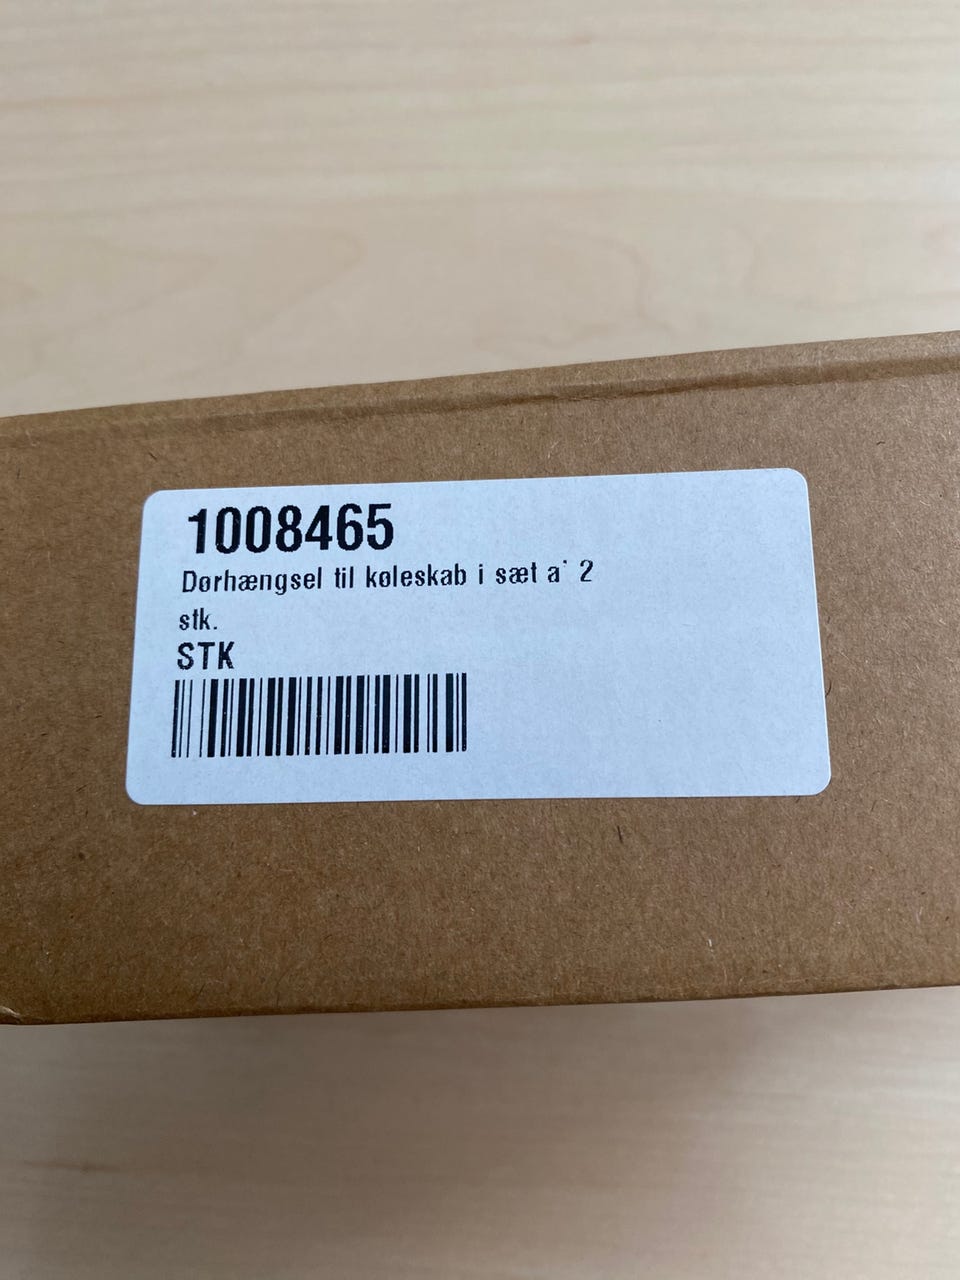 1008465
Dørhængsel til køleskab i sæt a' 2
stk.
STK